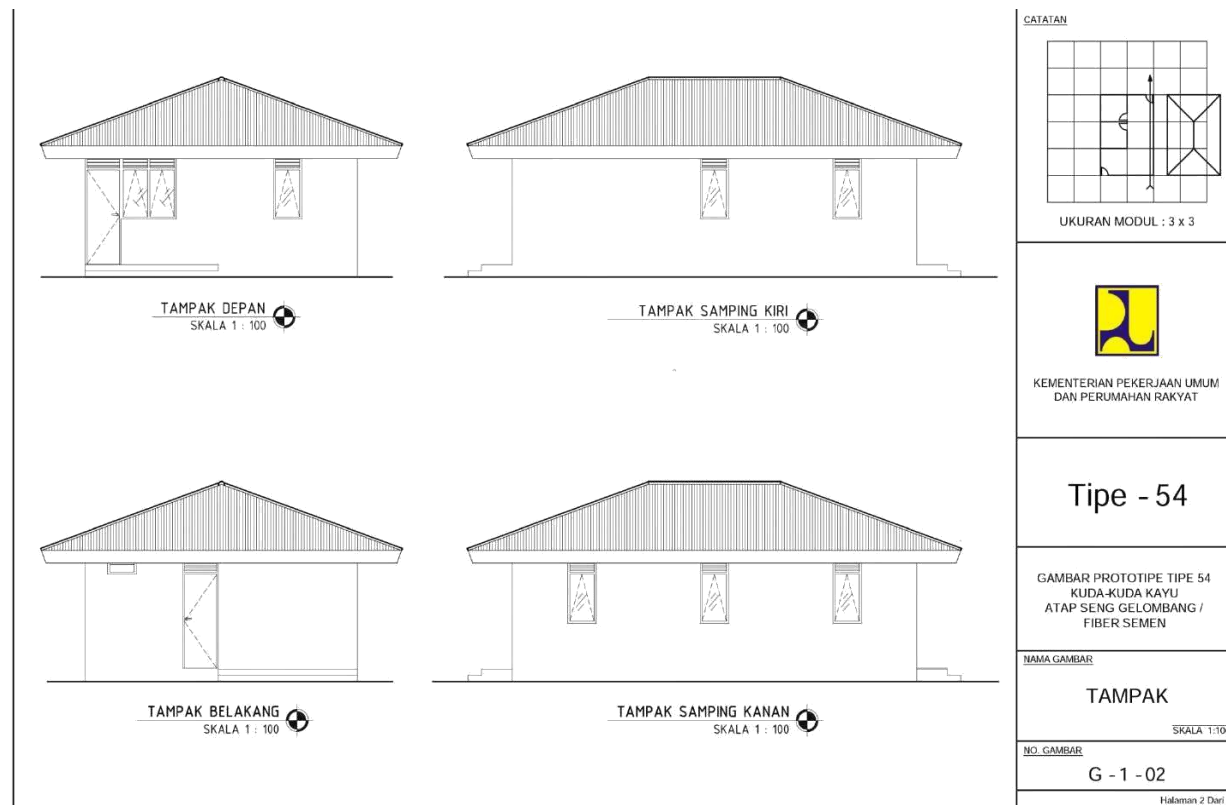 TAMPAK DEPAN
SKALA 1 : 100
TAMPAK SAMPING KIRI
SKALA 1 : 100
TAMPAK BELAKANG
SKALA 1 : 100
TAMPAK SAMPING KANAN
SKALA 1 : 100
CATATAN
UKURAN MODUL : 3 x 3
KEMENTERIAN PEKERJAAN UMUM
DAN PERUMAHAN RAKYAT
Tipe - 54
GAMBAR PROTOTIPE TIPE 54
KUDA-KUDA KAYU
ATAP SENG GELOMBANG /
FIBER SEMEN
NAMA GAMBAR
TAMPAK
SKALA 1:10
NO. GAMBAR
G - 1 - 02
Halaman 2 Dari